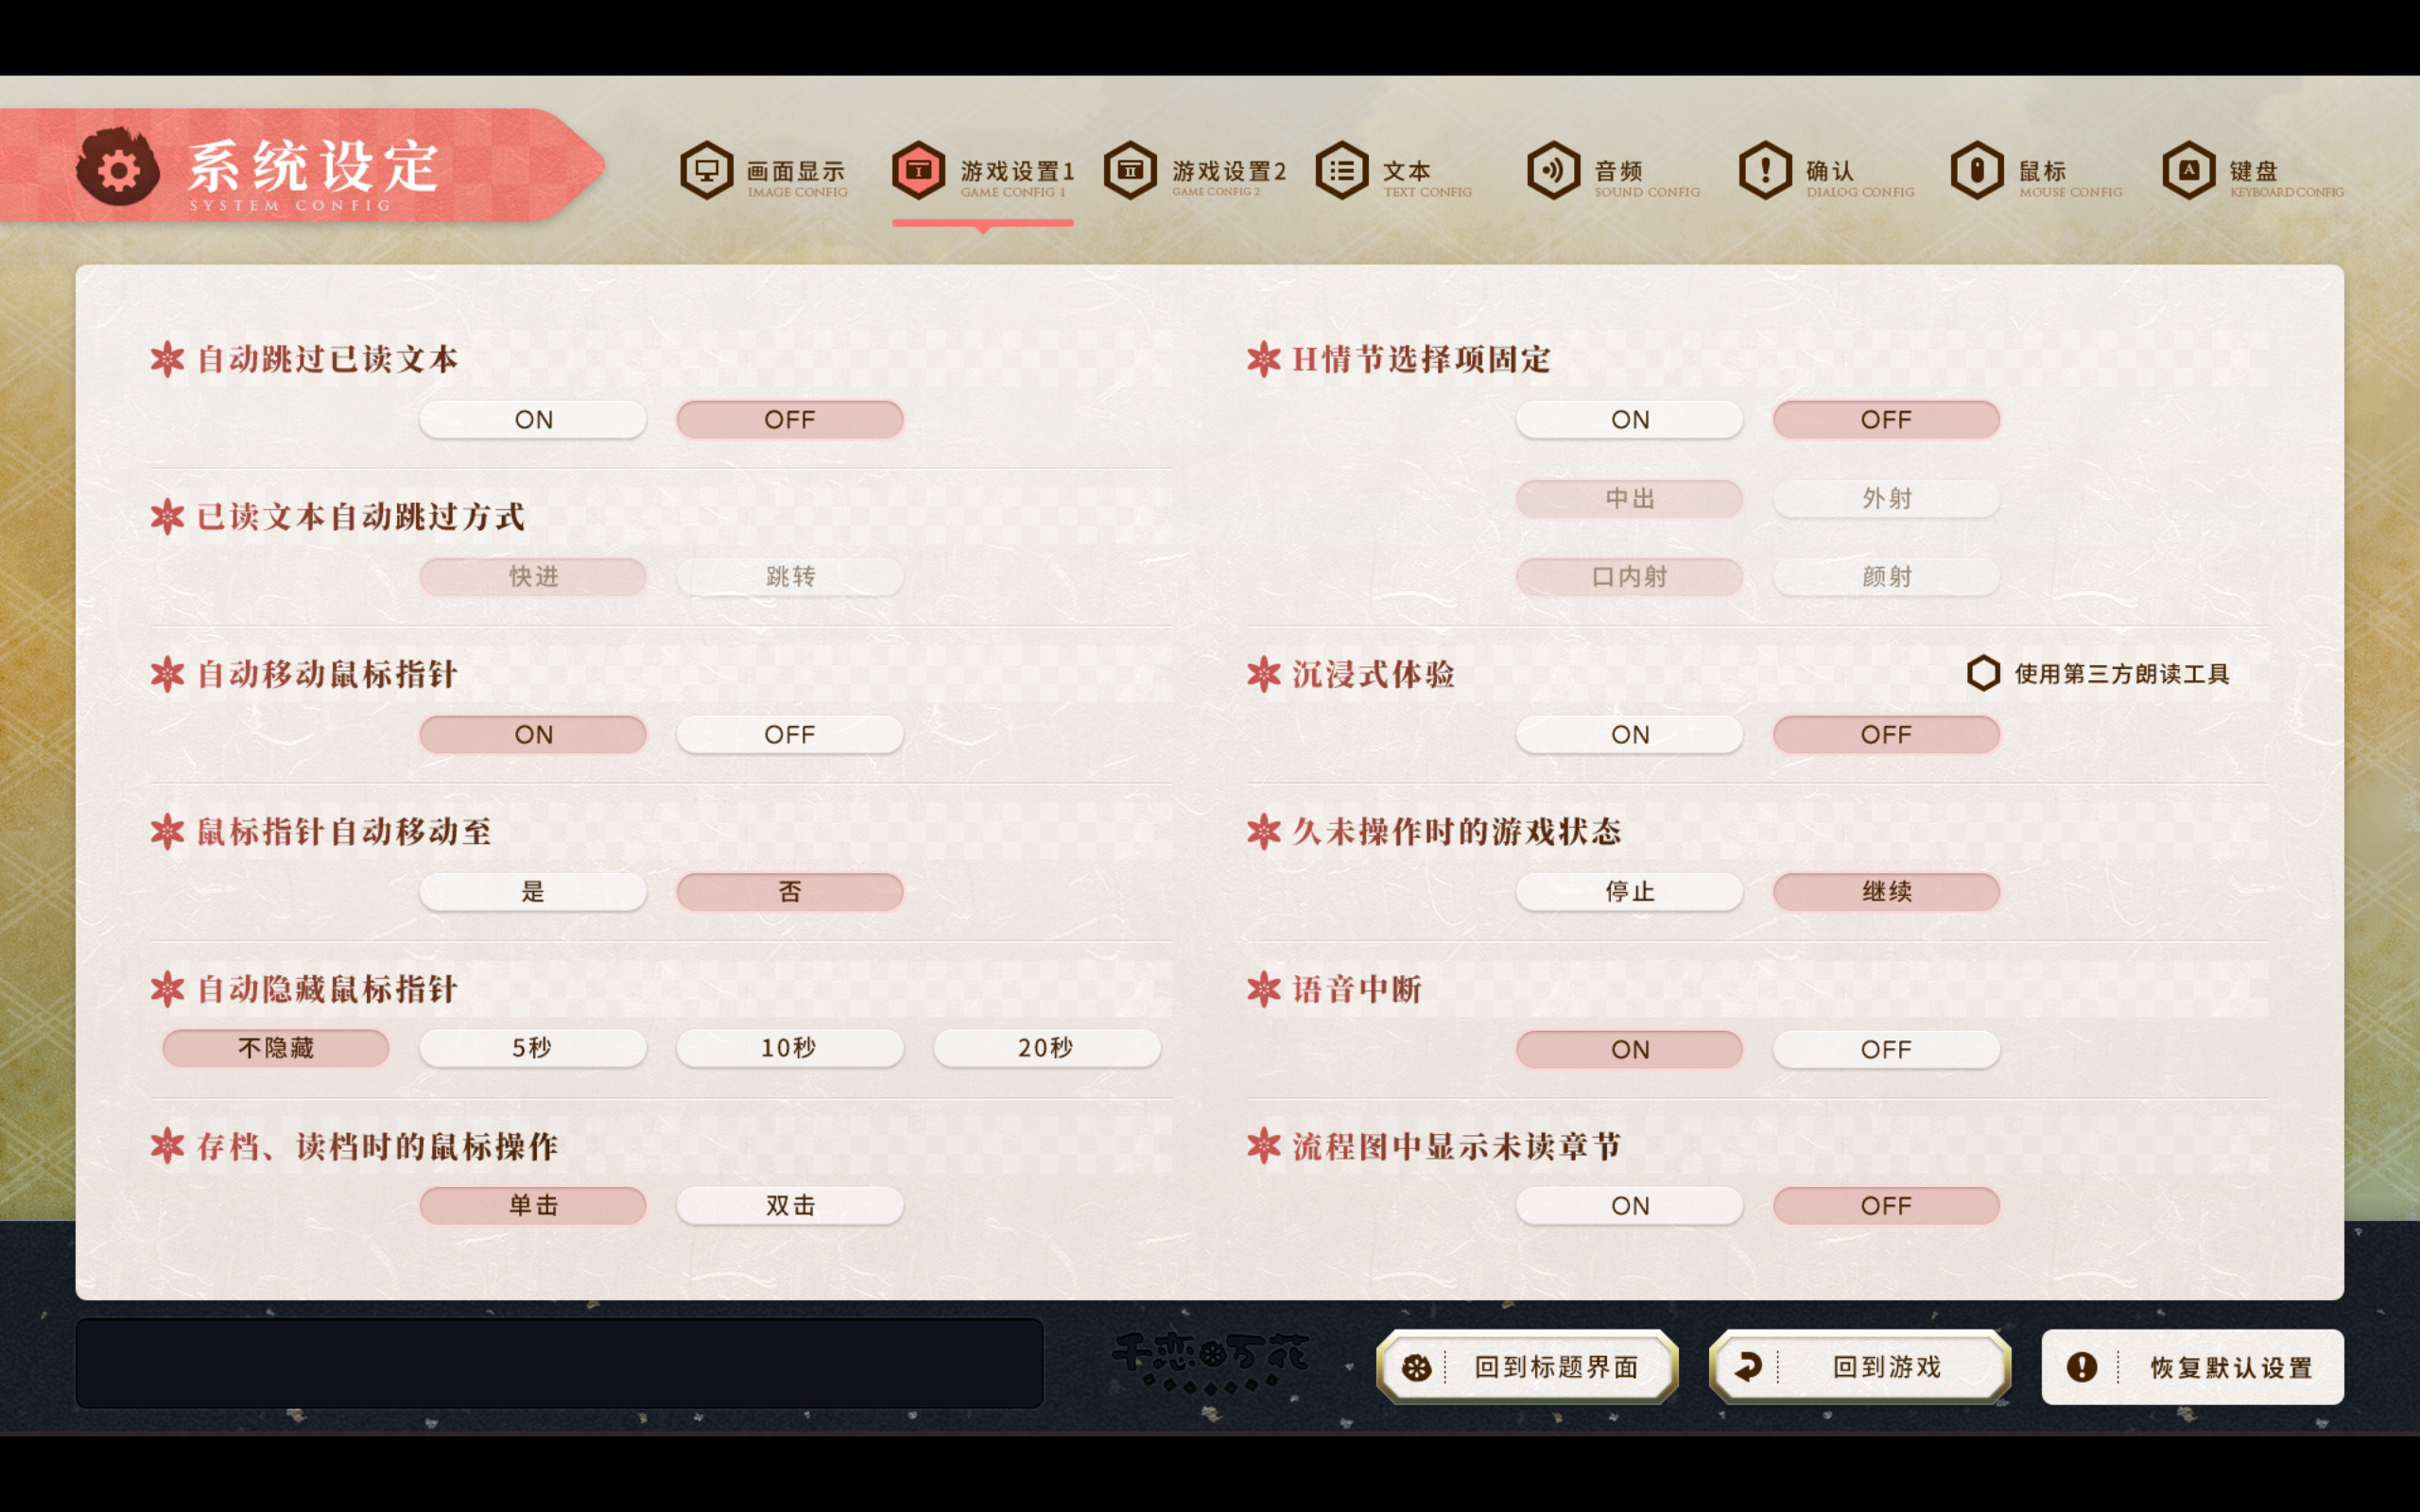 系统设定
SYSTEM CONFIG
画面显示
IMAGE CONFIG
游戏设置1
GAME CONFIG 1
游戏设置2
GAME CONFIG 2
文本
TEXT CONFIG
音频
SOUND CONFIG
确认
DIALOG CONFIG
鼠标
MOUSE CONFIG
键盘
KEYBOARD CONFIG
自动跳过已读文本
ON OFF
已读文本自动跳过方式
快进 跳转
自动移动鼠标指针
ON OFF
鼠标指针自动移动至
是 否
自动隐藏鼠标指针
不隐藏 5秒 10秒 20秒
存档、读档时的鼠标操作
单击 双击
H情节选择项固定
ON OFF
中出 外射
口内射 颜射
沉浸式体验
使用第三方朗读工具
ON OFF
久未操作时的游戏状态
停止 继续
语音中断
ON OFF
流程图中显示未读章节
ON OFF
千恋万花
回到标题界面
回到游戏
恢复默认设置